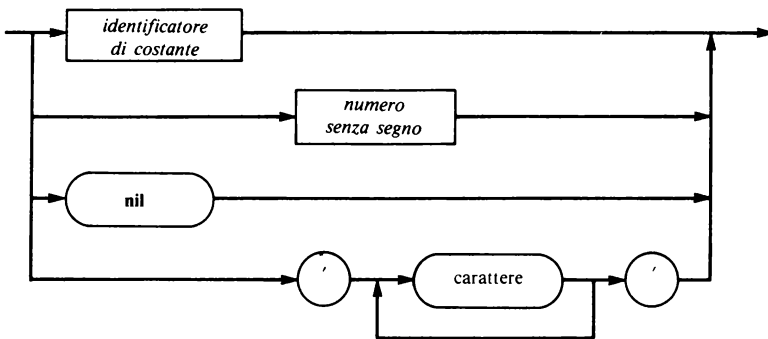 identificatore
di costante
numero
senza segno
nil
' carattere '